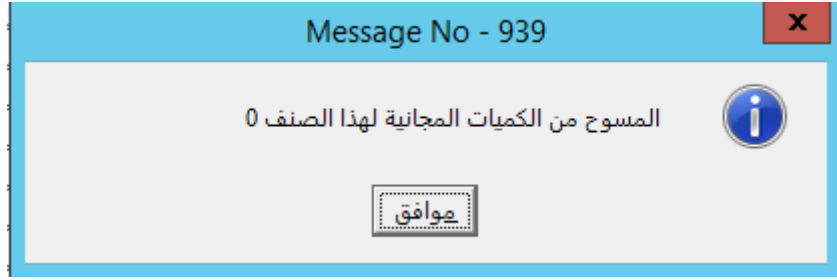 Message No - 939
x
المسوح من الكميات المجانية لهذا الصنف 0
موافق